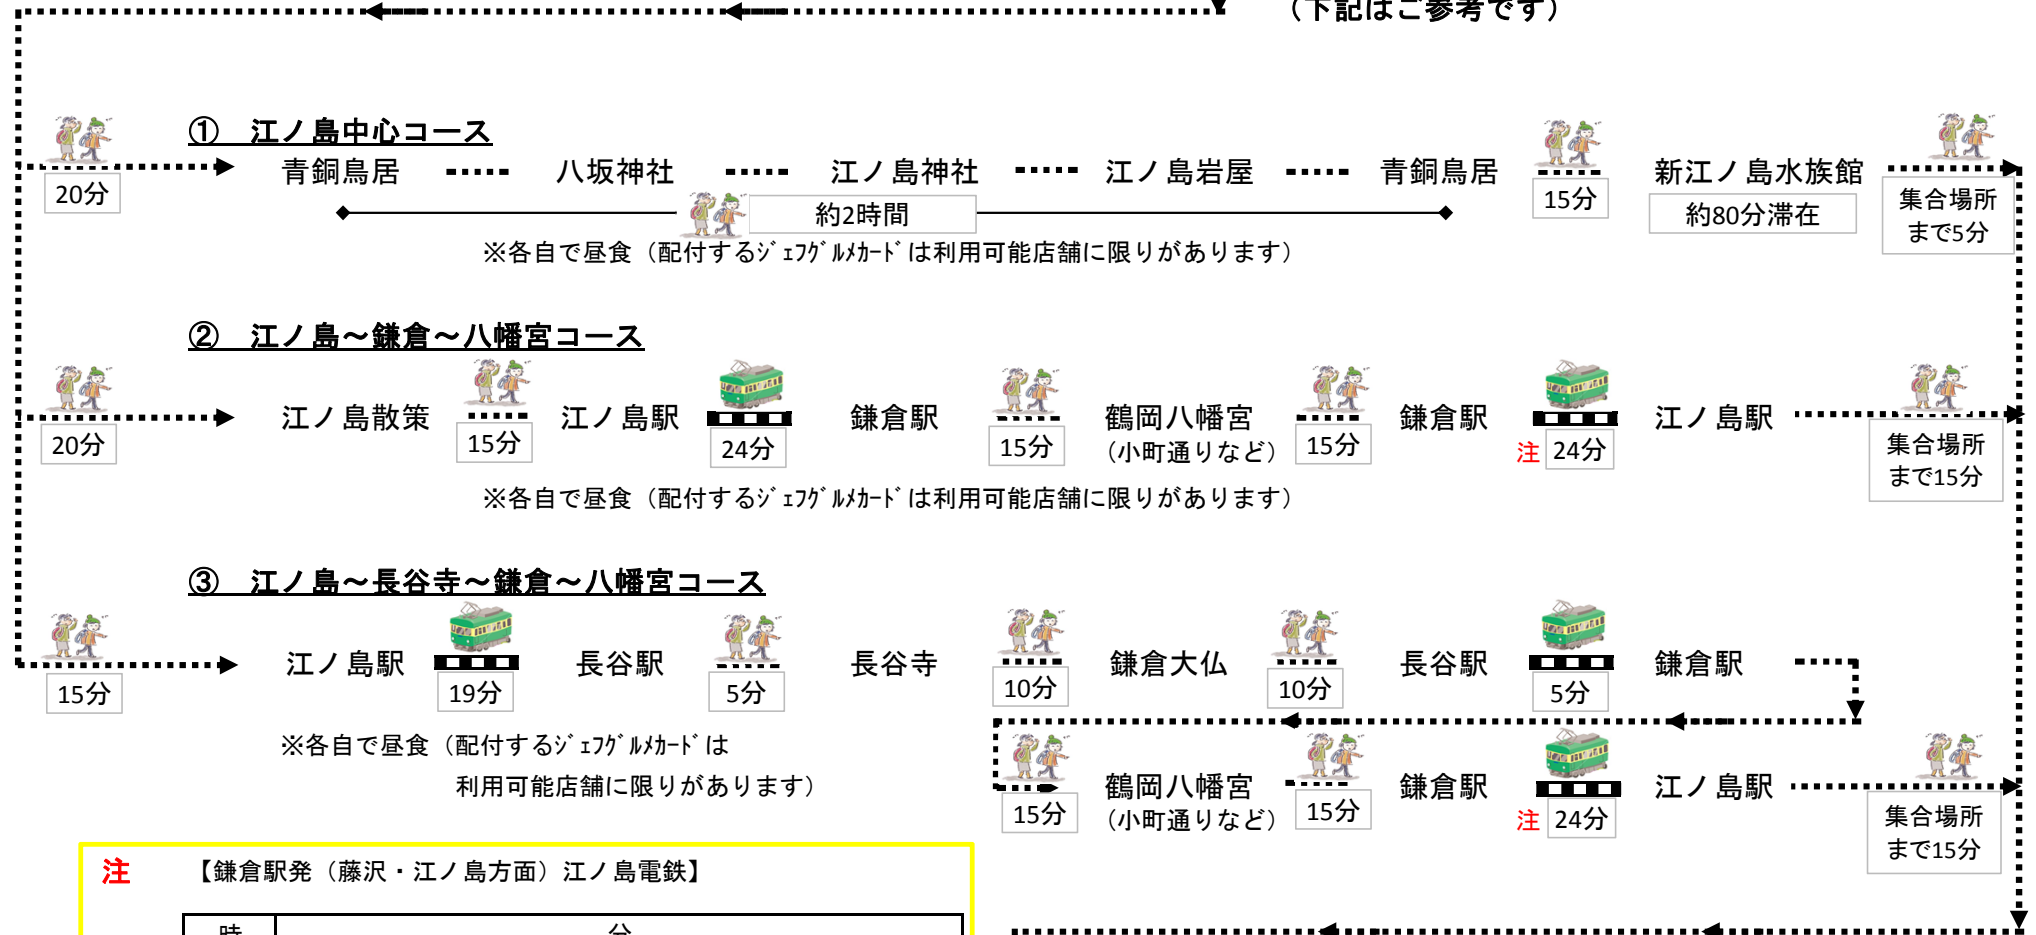 （下記はご参考です）
①　江ノ島中心コース
20分
青銅鳥居 八坂神社 江ノ島神社 江ノ島岩屋 青銅鳥居 15分 新江ノ島水族館
約2時間 約80分滞在 集合場所
まで5分
※各自で昼食（配付するｼﾞｪﾌｸﾞﾙﾒｶｰﾄﾞは利用可能店舗に限りがあります）
②　江ノ島～鎌倉～八幡宮コース
20分 江ノ島散策 15分 江ノ島駅 24分 鎌倉駅 15分 鶴岡八幡宮 15分 鎌倉駅 注 24分 江ノ島駅 集合場所
（小町通りなど） まで15分
※各自で昼食（配付するｼﾞｪﾌｸﾞﾙﾒｶｰﾄﾞは利用可能店舗に限りがあります）
③　江ノ島～長谷寺～鎌倉～八幡宮コース
15分 江ノ島駅 19分 長谷駅 5分 長谷寺 10分 鎌倉大仏 10分 長谷駅 5分 鎌倉駅
※各自で昼食（配付するｼﾞｪﾌｸﾞﾙﾒｶｰﾄﾞは
利用可能店舗に限りがあります）
15分 鶴岡八幡宮 15分 鎌倉駅 注 24分 江ノ島駅 集合場所
（小町通りなど） まで15分
注 【鎌倉駅発（藤沢・江ノ島方面）江ノ島電鉄】
時 分